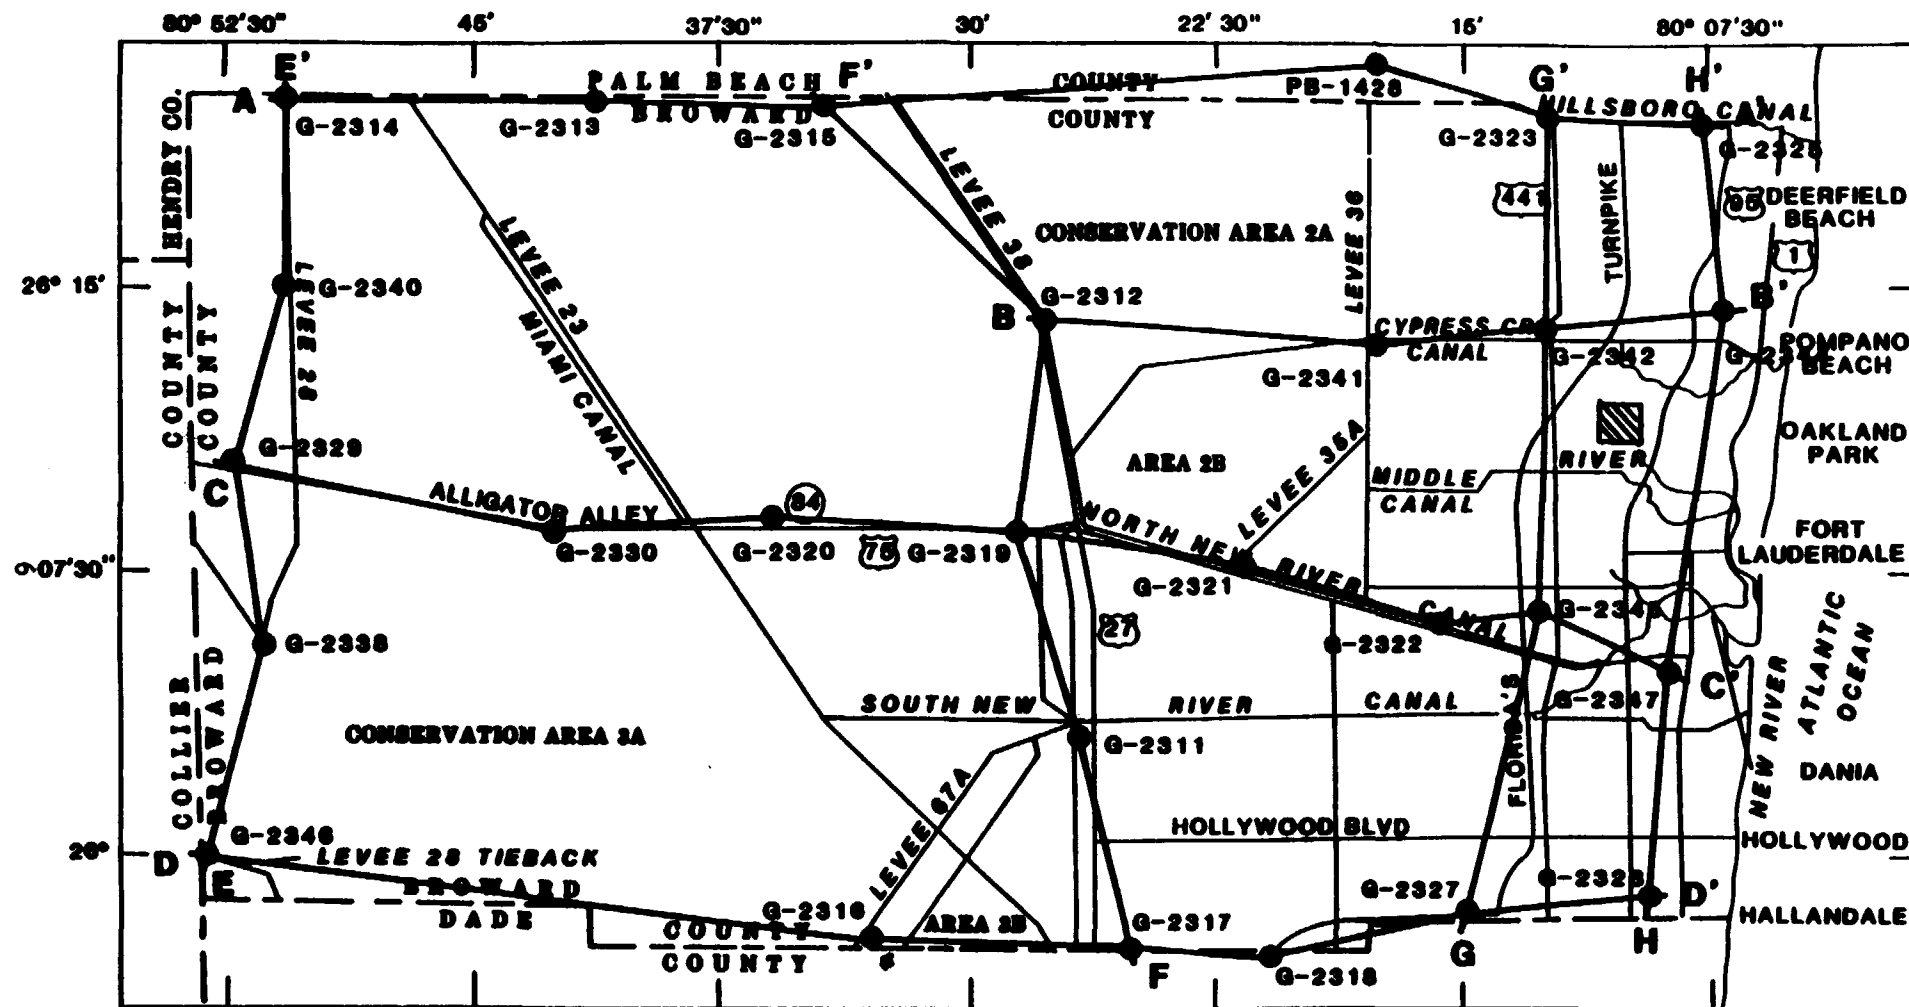 80° 52'30" 45' 37'30" 30' 22'30" 15' 80° 07'30"
E' F' G' H'
A PALM BEACH COUNTY PB-1428
HILLSBORO CANAL A'
G-2314 G-2313 BROWARD G-2315 COUNTY G-2323
HENDRY CO.
LEVEE 38
441
TURNPIKE
95 DEERFIELD
BEACH
CONSERVATION AREA 2A
LEVEE 36
1
LEVEE 23
26° 15'
G-2340
LEVEE 28
G-2312
B B'
MIAMI CANAL
CYPRESS CR.
CANAL
G-2342
POMPANO
BEACH
G-2341
COUNTY
COUNTY
G-2329
C
OAKLAND
PARK
AREA 2B
LEVEE 35A
MIDDLE RIVER
CANAL
ALLIGATOR ALLEY
84
G-2330 G-2320 75 G-2319
NORTH NEW RIVER CANAL
FORT
LAUDERDALE
07'30"
G-2321
27
G-2322
G-2338
C'
G-2347
SOUTH NEW RIVER CANAL
ATLANTIC
OCEAN
NEW RIVER
CONSERVATION AREA 3A
G-2311
FLORIDA'S
DANIA
COLLIER
BROWARD
LEVEE 67A
HOLLYWOOD BLVD
HOLLYWOOD
26°
D G-2346
LEVEE 28 TIEBACK
E BROWARD
DADE
G-2327
D'
HALLANDALE
G-2316
COUNTY
COUNTY
AREA 3B
G-2317
F
G-2318
G
H